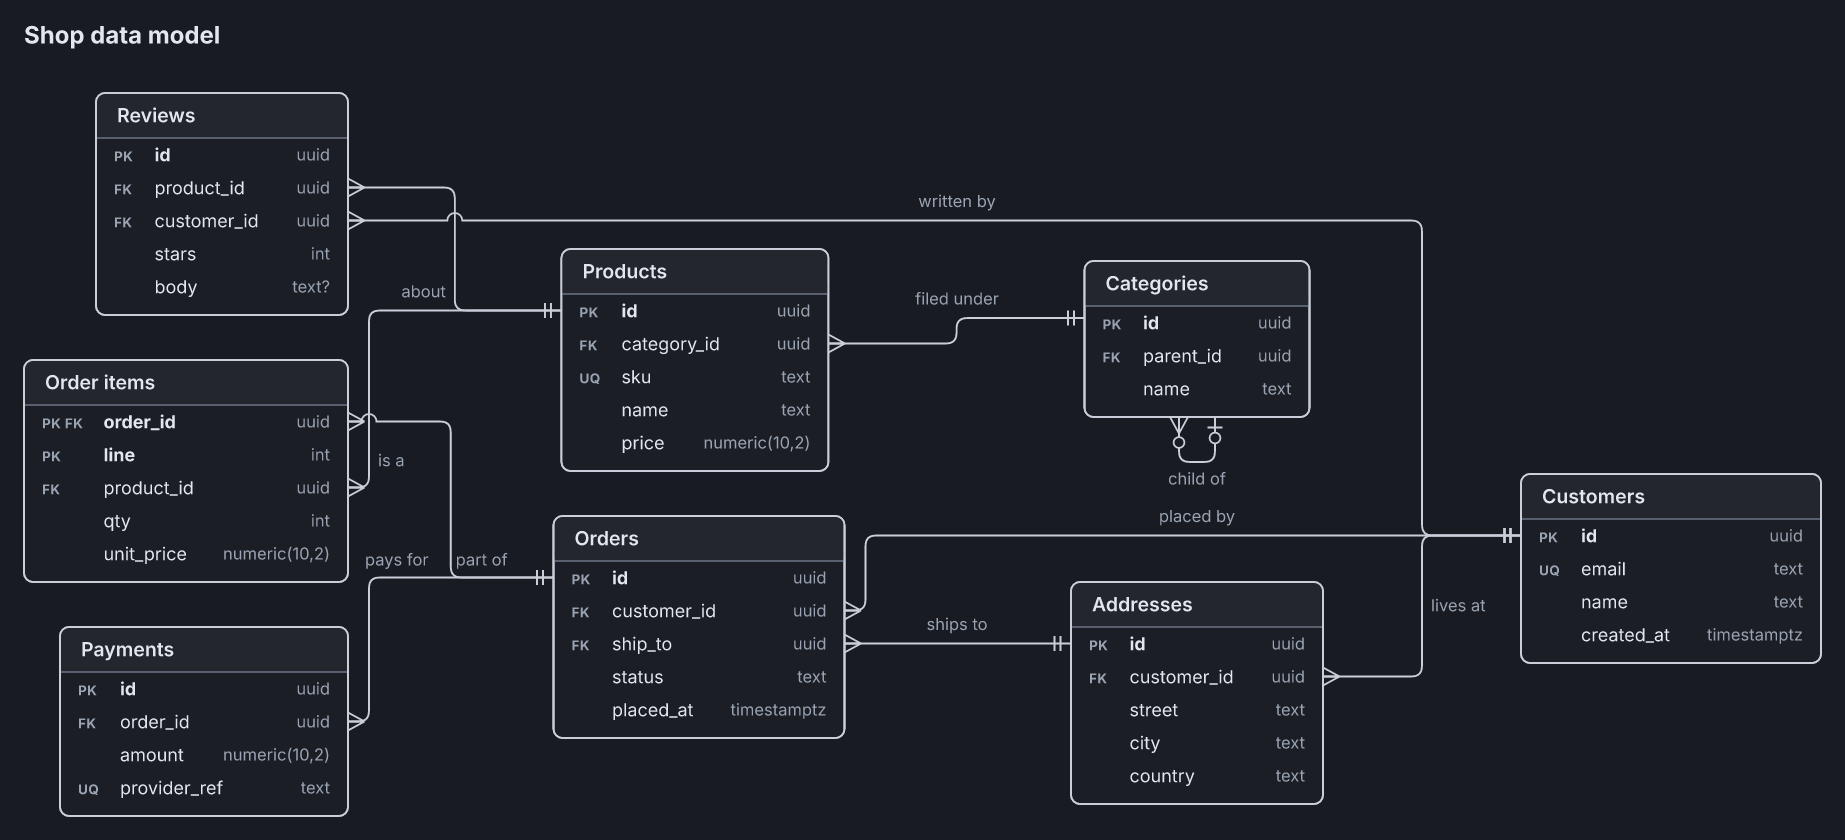 Shop data model
Reviews
PK id uuid
FK product_id uuid
FK customer_id uuid
stars int
body text?
written by
about
Products
PK id uuid
FK category_id uuid
UQ sku text
name text
price numeric(10,2)
filed under
Categories
PK id uuid
FK parent_id uuid
name text
child of
Order items
PK FK order_id uuid
PK line int
FK product_id uuid
qty int
unit_price numeric(10,2)
is a
pays for
part of
Orders
PK id uuid
FK customer_id uuid
FK ship_to uuid
status text
placed_at timestamptz
placed by
ships to
Customers
PK id uuid
UQ email text
name text
created_at timestamptz
lives at
Addresses
PK id uuid
FK customer_id uuid
street text
city text
country text
Payments
PK id uuid
FK order_id uuid
amount numeric(10,2)
UQ provider_ref text